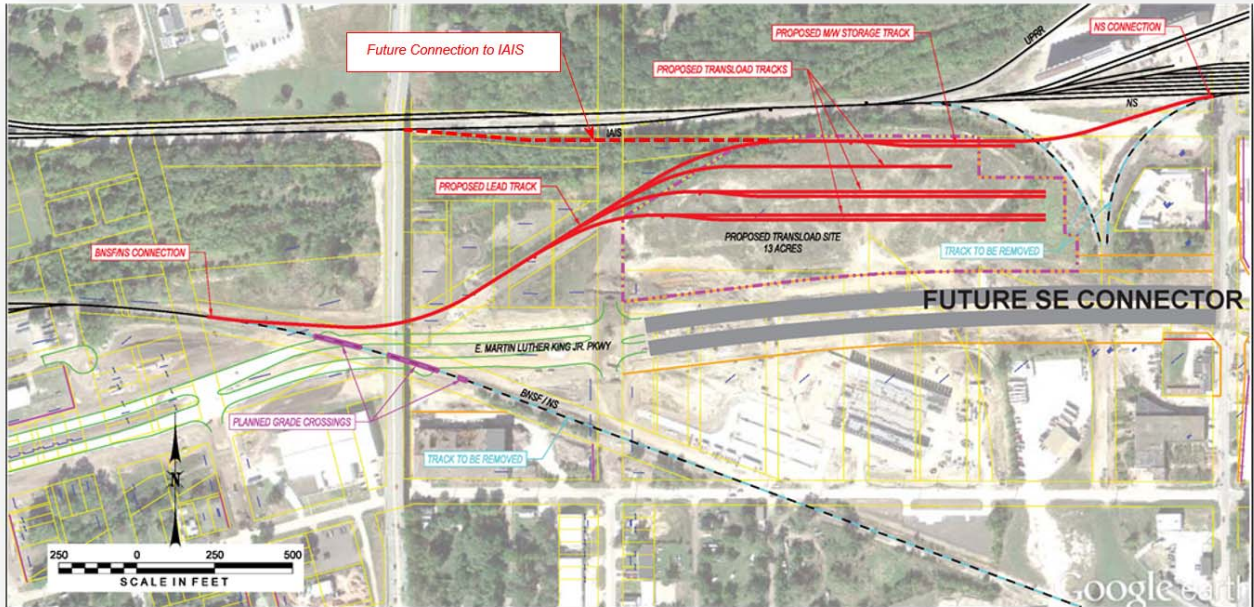 UPRR
NS CONNECTION
PROPOSED M/W STORAGE TRACK
Future Connection to IAIS
PROPOSED TRANSLOAD TRACKS
NS
IAIS
PROPOSED LEAD TRACK
BNSF/NS CONNECTION
PROPOSED TRANSLOAD SITE
13 ACRES
TRACK TO BE REMOVED
FUTURE SE CONNECTOR
E. MARTIN LUTHER KING JR. PKWY
BNSF / NS
PLANNED GRADE CROSSINGS
TRACK TO BE REMOVED
N
250 0 250 500
SCALE IN FEET
Google earth